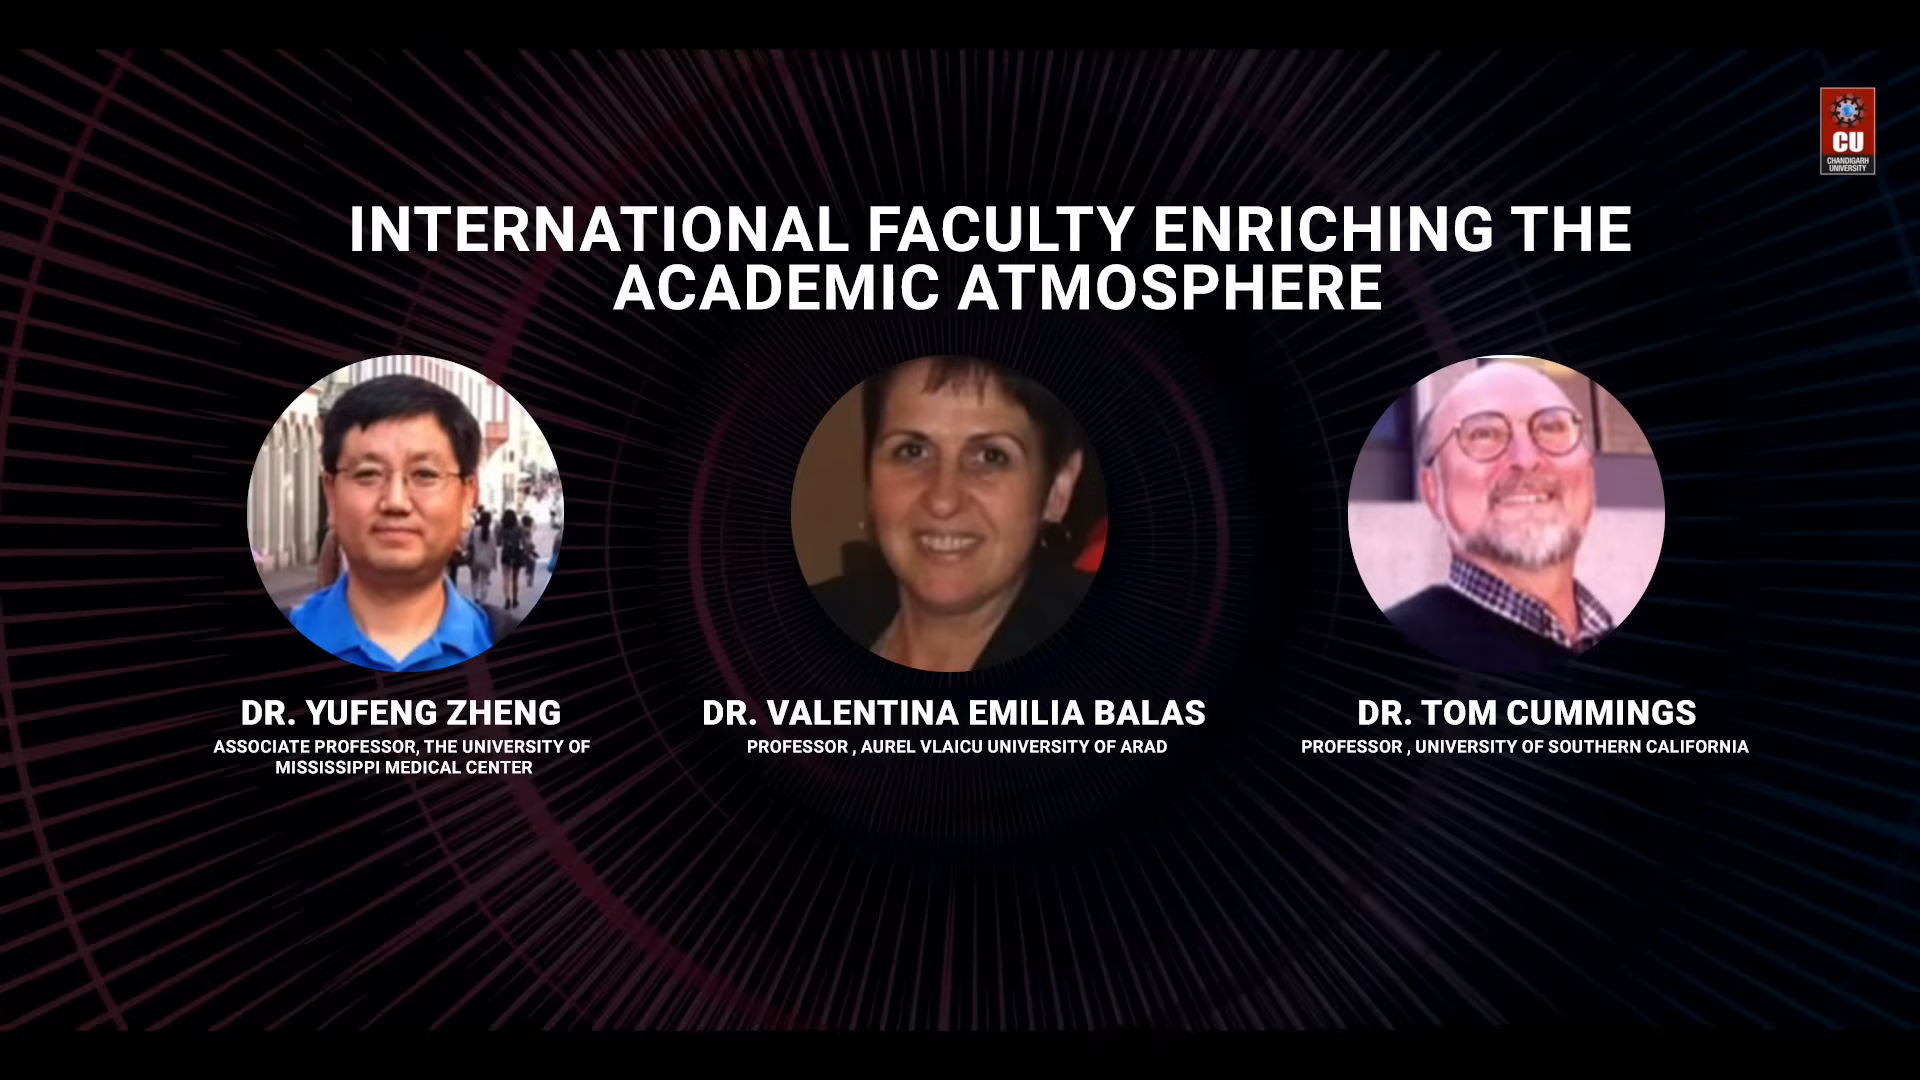 CU
CHANDIGARH
UNIVERSITY
INTERNATIONAL FACULTY ENRICHING THE
ACADEMIC ATMOSPHERE
DR. YUFENG ZHENG
ASSOCIATE PROFESSOR, THE UNIVERSITY OF
MISSISSIPPI MEDICAL CENTER
DR. VALENTINA EMILIA BALAS
PROFESSOR , AUREL VLAICU UNIVERSITY OF ARAD
DR. TOM CUMMINGS
PROFESSOR , UNIVERSITY OF SOUTHERN CALIFORNIA